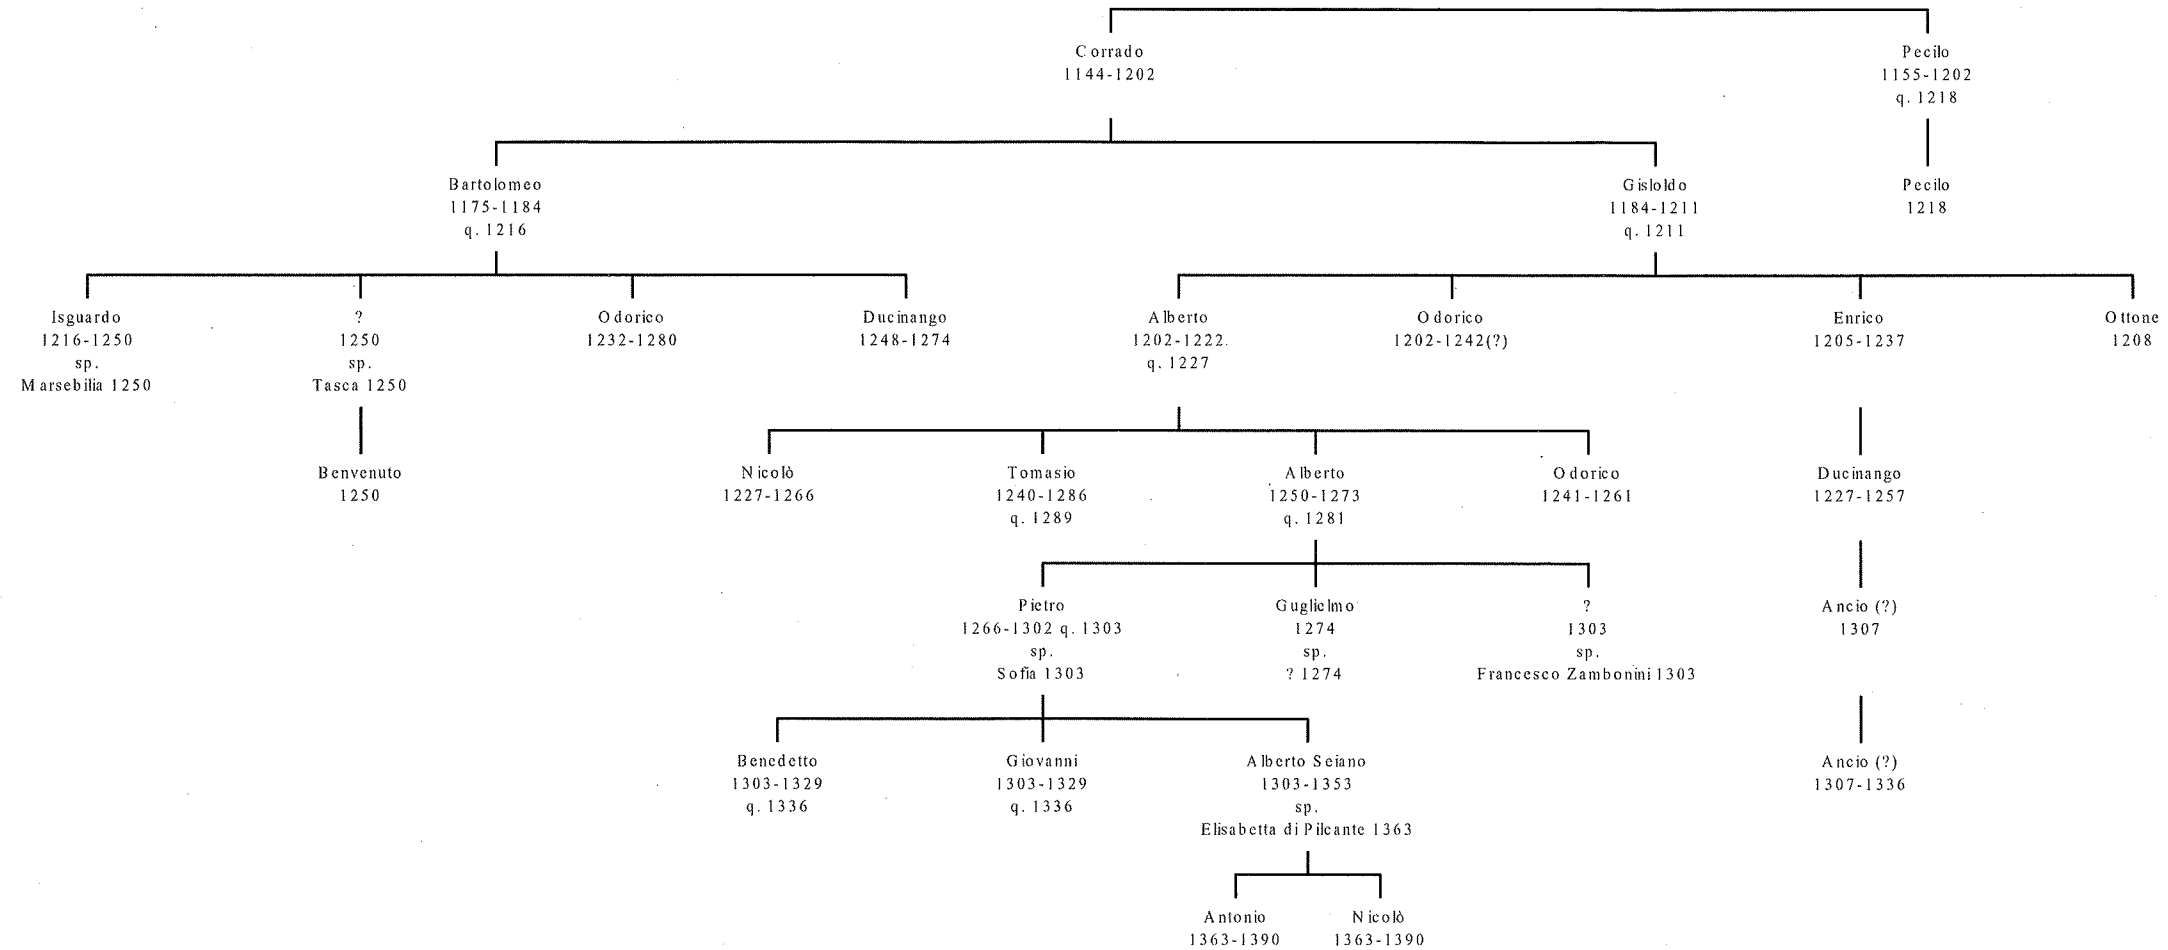 Corrado
1144-1202
Pecilo
1155-1202
q. 1218
Bartolomeo
1175-1184
q. 1216
Gisloldo
1184-1211
q. 1211
Pecilo
1218
Isguardo
1216-1250
sp.
Marsebilia 1250
?
1250
sp.
Tasca 1250
Odorico
1232-1280
Ducinango
1248-1274
Alberto
1202-1222.
q. 1227
Odorico
1202-1242(?)
Enrico
1205-1237
Ottone
1208
Benvenuto
1250
Nicolò
1227-1266
Tomasio
1240-1286
q. 1289
Alberto
1250-1273
q. 1281
Odorico
1241-1261
Ducinango
1227-1257
Pietro
1266-1302 q. 1303
sp.
Sofia 1303
Guglielmo
1274
sp.
? 1274
?
1303
sp.
Francesco Zambonini 1303
Ancio (?)
1307
Benedetto
1303-1329
q. 1336
Giovanni
1303-1329
q. 1336
Alberto Seiano
1303-1353
sp.
Elisabetta di Pilcante 1363
Ancio (?)
1307-1336
Antonio
1363-1390
Nicolò
1363-1390